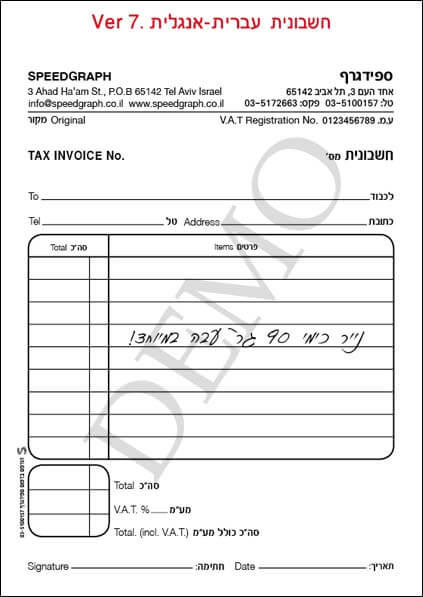 Ver 7. חשבונית עברית-אנגלית
SPEEDGRAPH ספידגרף
3 Ahad Ha'am St., P.O.B 65142 Tel Aviv Israel אחד העם 3, תל אביב 65142
info@speedgraph.co.il www.speedgraph.co.il טל: 03-5100157 פקס: 03-5172663
מקור Original V.A.T Registration No. 0123456789 ע.מ.
TAX INVOICE No. חשבונית מס׳
To לכבוד
Tel טל Address כתובת
Total סה"כ Items פרטים
נייר כימי 90 גר׳ עבה במיוחד!
DEMO
Total סה"כ
V.A.T. % מע"מ
Total. (incl. V.A.T.) סה"כ כולל מע"מ
Signature חתימה: Date תאריך:
03-5100157